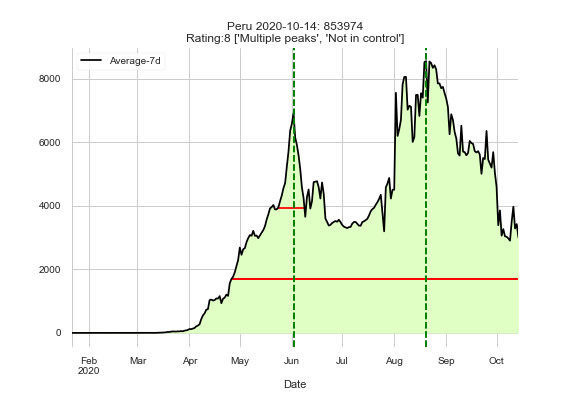 Peru 2020-10-14: 853974
Rating:8 ['Multiple peaks', 'Not in control']
Average-7d
8000
6000
4000
2000
0
Feb Mar Apr May Jun Jul Aug Sep Oct
2020
Date